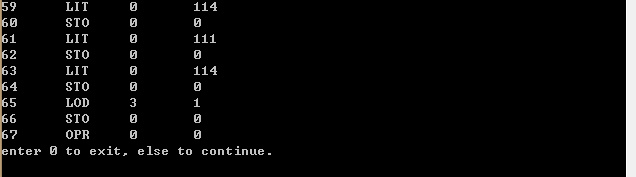 59 LIT 0 114
60 STO 0 0
61 LIT 0 111
62 STO 0 0
63 LIT 0 114
64 STO 0 0
65 LOD 3 1
66 STO 0 0
67 OPR 0 0
enter 0 to exit, else to continue.